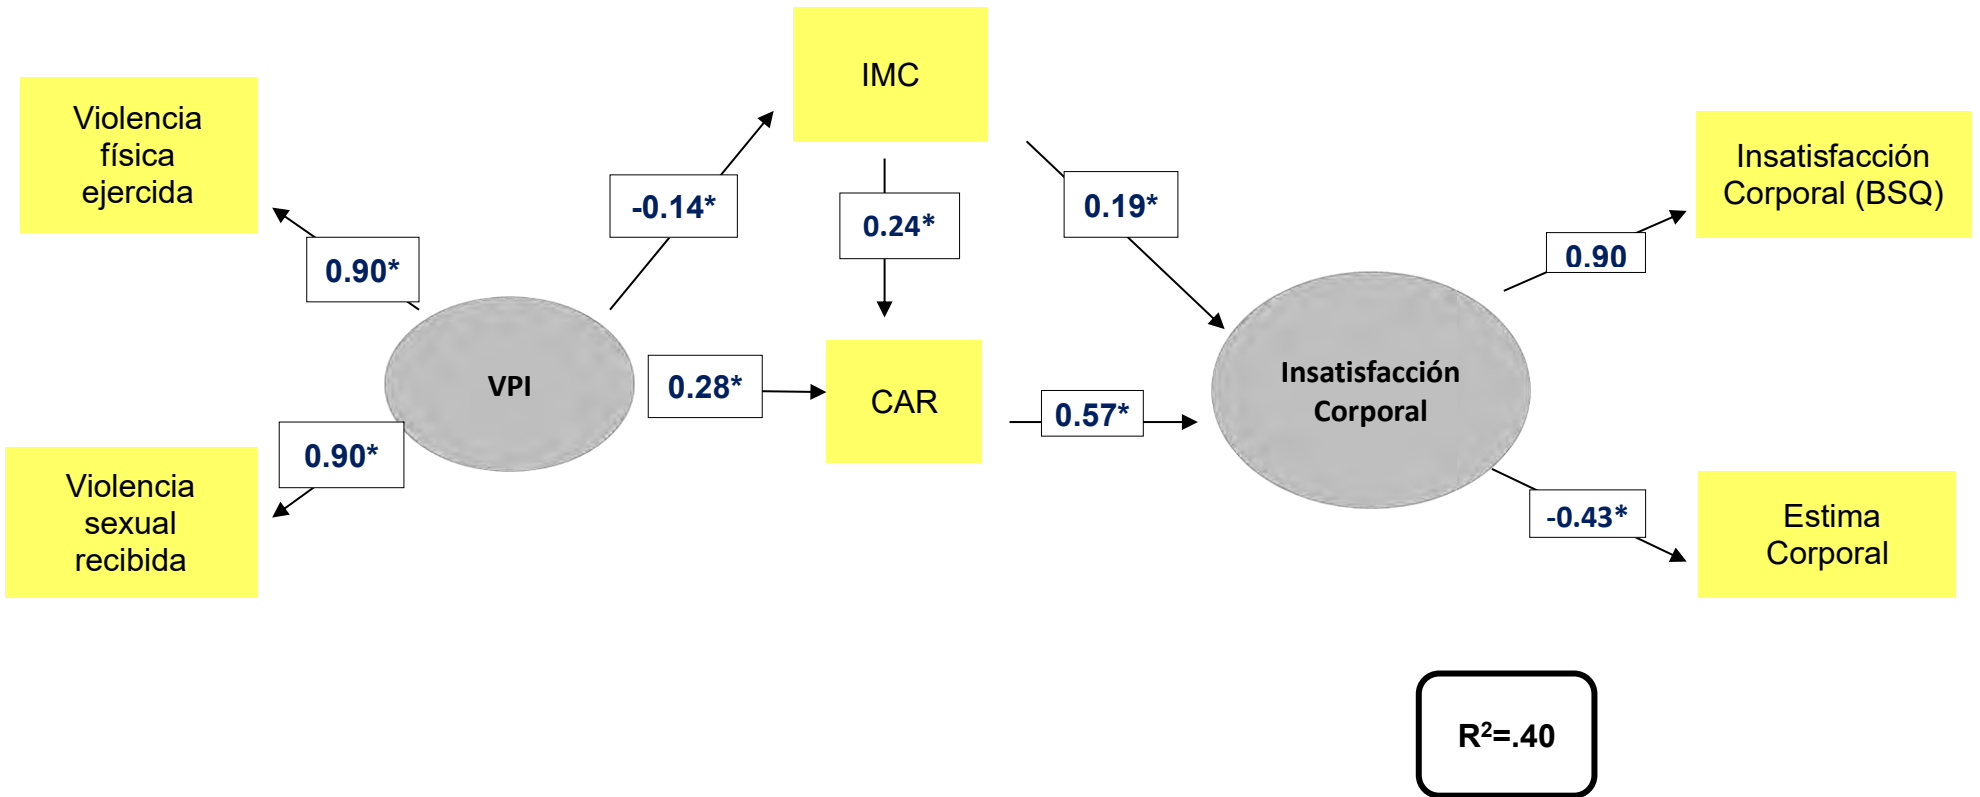 IMC
Violencia
física
ejercida
Insatisfacción
Corporal (BSQ)
-0.14*
0.24*
0.19*
0.90*
0.90
VPI
0.28*
CAR
0.57*
Insatisfacción
Corporal
0.90*
Violencia
sexual
recibida
-0.43*
Estima
Corporal
R²=.40